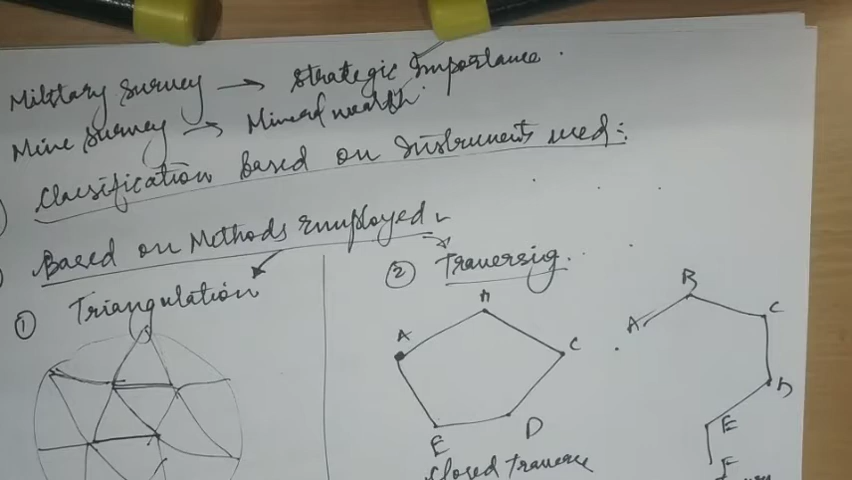 Military survey → Strategic Importance.
Mine survey → Mineral wealth.
Classification based on Instruments used:
Based on Methods Employed
① Triangulation
② Traversig.
A
B
C
D
E
Closed Traverse
A
B
C
D
E
F